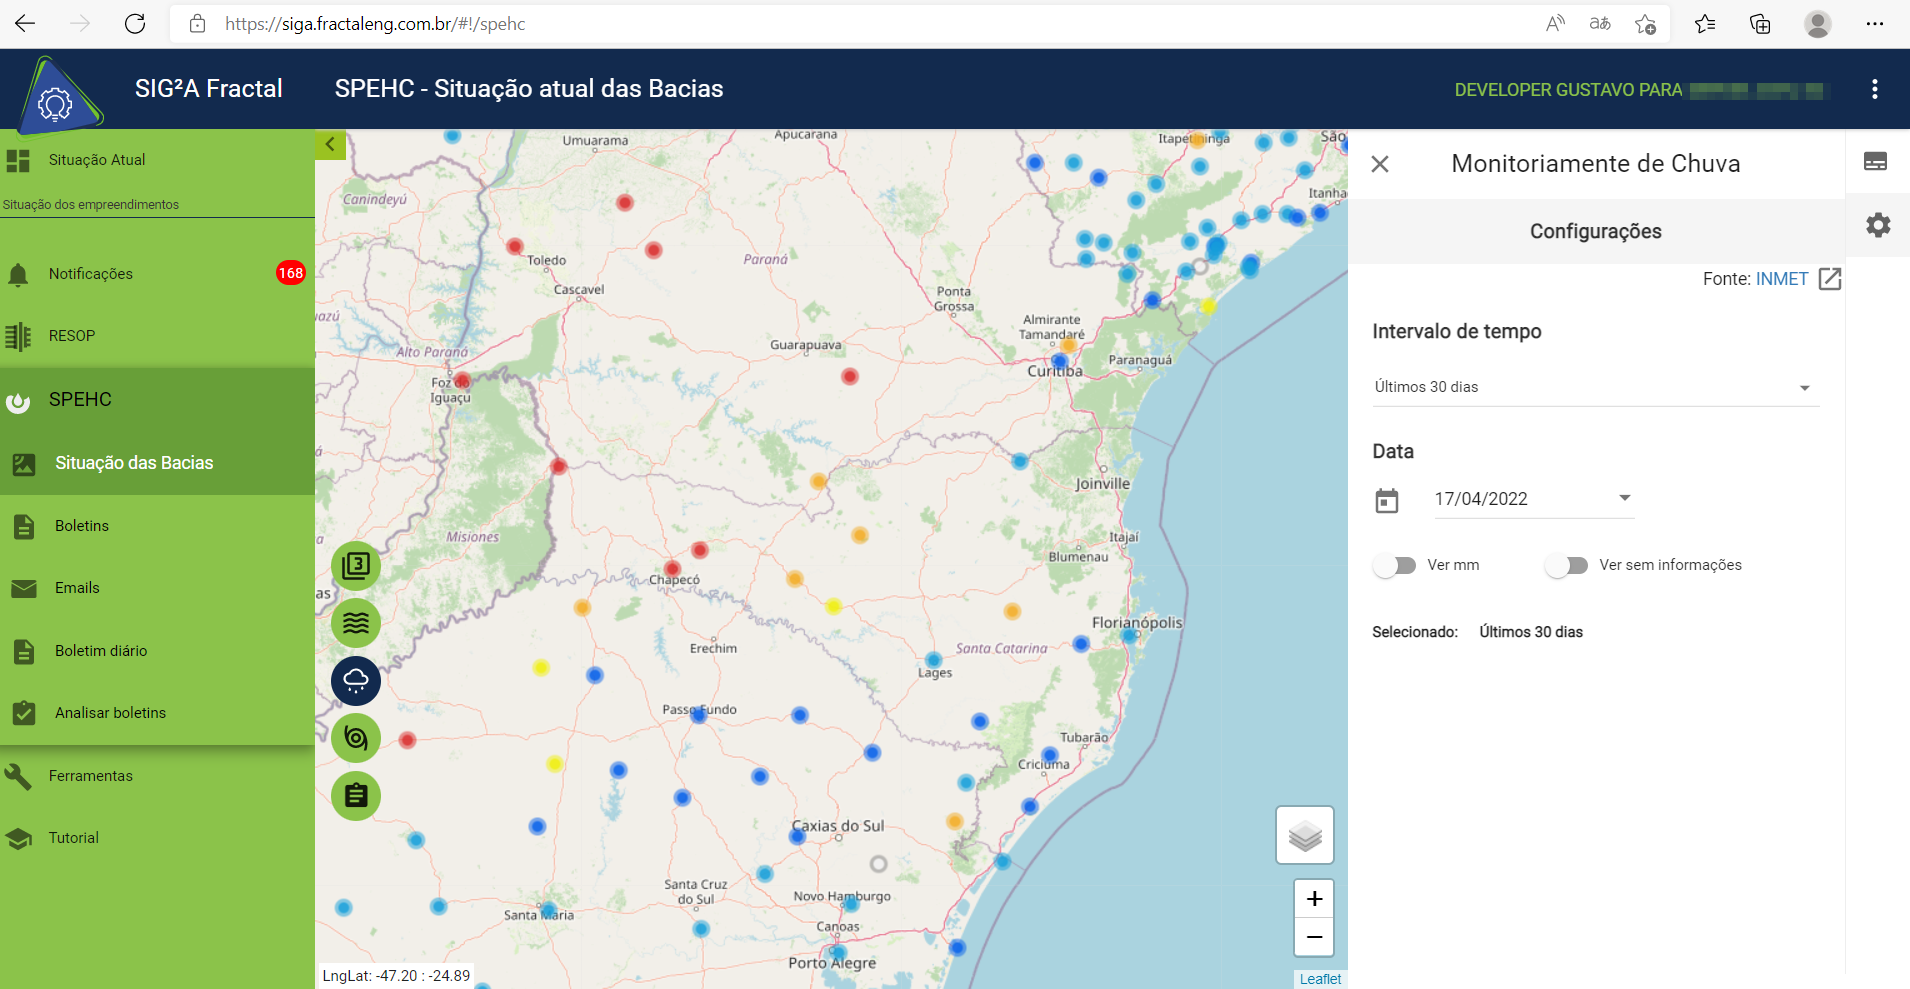 https://siga.fractaleng.com.br/#!/spehc
SIG²A Fractal
SPEHC - Situação atual das Bacias
DEVELOPER GUSTAVO PARA
Situação Atual
Situação dos empreendimentos
Notificações
168
RESOP
SPEHC
Situação das Bacias
Boletins
Emails
Boletim diário
Analisar boletins
Ferramentas
Tutorial
Umuarama
Apucarana
Itapetininga
São
Canindeyú
Itanha
Toledo
Paraná
Cascavel
Ponta
Grossa
Almirante
Tamandaré
Guarapuava
Alto Paraná
Paranaguá
Curitiba
Foz do
Iguaçu
Joinville
Misiones
Itajaí
Blumenau
Chapecó
as
Florianópolis
Erechim
Santa Catarina
Lages
Passo Fundo
Tubarão
Criciúma
Caxias do Sul
Santa Cruz
do Sul
Novo Hamburgo
Santa Maria
Canoas
Porto Alegre
LngLat: -47.20 : -24.89
3
+
−
Leaflet
Monitoriamente de Chuva
Configurações
Fonte: INMET
Intervalo de tempo
Últimos 30 dias
Data
17/04/2022
Ver mm
Ver sem informações
Selecionado: Últimos 30 dias